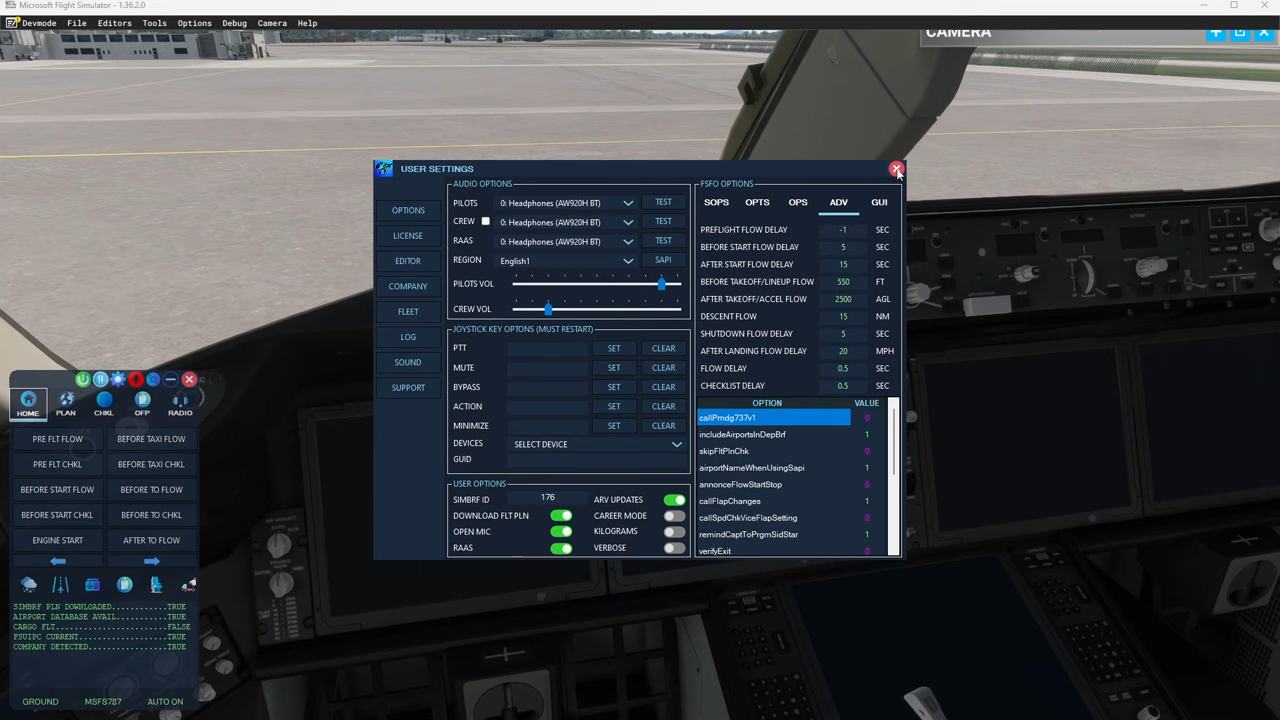 Microsoft Flight Simulator - 1.36.2.0
Devmode File Editors Tools Options Debug Camera Help
CAMERA
USER SETTINGS
OPTIONS
LICENSE
EDITOR
COMPANY
FLEET
LOG
SOUND
SUPPORT
AUDIO OPTIONS
PILOTS 0: Headphones (AW920H BT) TEST
CREW 0: Headphones (AW920H BT) TEST
RAAS 0: Headphones (AW920H BT) TEST
REGION English1 SAPI
PILOTS VOL
CREW VOL
JOYSTICK KEY OPTIONS (MUST RESTART)
PTT SET CLEAR
MUTE SET CLEAR
BYPASS SET CLEAR
ACTION SET CLEAR
MINIMIZE SET CLEAR
DEVICES SELECT DEVICE
GUID
USER OPTIONS
SIMBRF ID 176 ARV UPDATES
DOWNLOAD FLT PLN CAREER MODE
OPEN MIC KILOGRAMS
RAAS VERBOSE
FSFO OPTIONS
SOPS OPTS OPS ADV GUI
PREFLIGHT FLOW DELAY -1 SEC
BEFORE START FLOW DELAY 5 SEC
AFTER START FLOW DELAY 15 SEC
BEFORE TAKEOFF/LINEUP FLOW 550 FT
AFTER TAKEOFF/ACCEL FLOW 2500 AGL
DESCENT FLOW 15 NM
SHUTDOWN FLOW DELAY 5 SEC
AFTER LANDING FLOW DELAY 20 MPH
FLOW DELAY 0.5 SEC
CHECKLIST DELAY 0.5 SEC
OPTION VALUE
callPmdg737v1 0
includeAirportsInDepBrf 1
skipFltPlnChk 0
airportNameWhenUsingSapi 1
annonceFlowStartStop 0
callFlapChanges 1
callSpdChkViceFlapSetting 0
remindCaptToPrgmSidStar 1
verifyExit 0
HOME PLAN CHKL OFP RADIO
PRE FLT FLOW BEFORE TAXI FLOW
PRE FLT CHKL BEFORE TAXI CHKL
BEFORE START FLOW BEFORE TO FLOW
BEFORE START CHKL BEFORE TO CHKL
ENGINE START AFTER TO FLOW
SIMBRF PLN DOWNLOADED............TRUE
AIRPORT DATABASE AVAIL...........TRUE
CARGO FLT........................FALSE
FSUIPC CURRENT...................TRUE
COMPANY DETECTED.................TRUE
GROUND MSFS787 AUTO ON